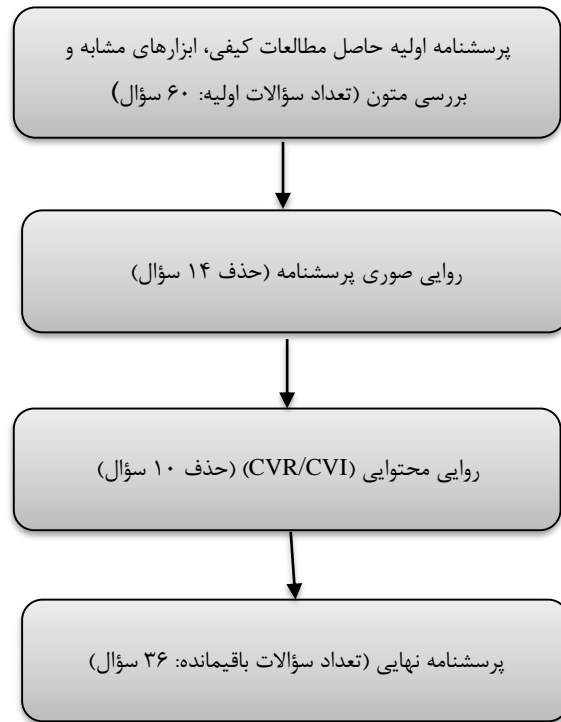 پرسشنامه اولیه حاصل مطالعات کیفی، ابزارهای مشابه و
بررسی متون (تعداد سؤالات اولیه: ۶۰ سؤال)
روایی صوری پرسشنامه (حذف ۱۴ سؤال)
روایی محتوایی (CVR/CVI) (حذف ۱۰ سؤال)
پرسشنامه نهایی (تعداد سؤالات باقیمانده: ۳۶ سؤال)